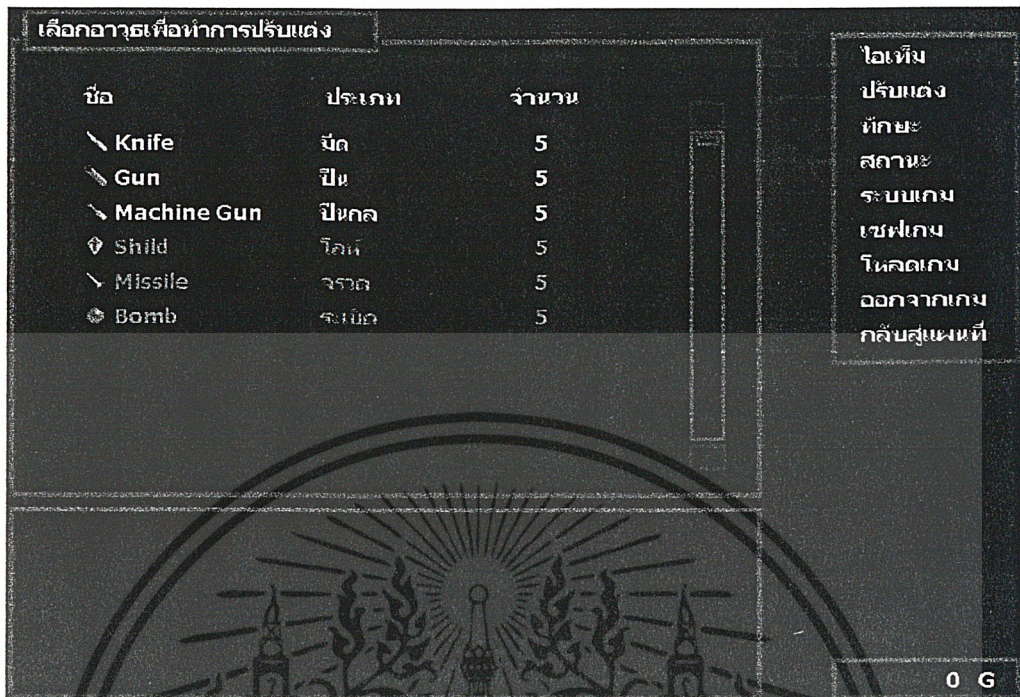 เลือกอาวุธเพื่อทำการปรับแต่ง
ชื่อ ประเภท จำนวน
Knife มีด 5
Gun ปืน 5
Machine Gun ปืนกล 5
Shild โล่ห์ 5
Missile จรวด 5
Bomb ระเบิด 5
ไอเท็ม
ปรับแต่ง
ทักษะ
สถานะ
ระบบเกม
เซฟเกม
โหลดเกม
ออกจากเกม
กลับสู่แผนที่
0 G